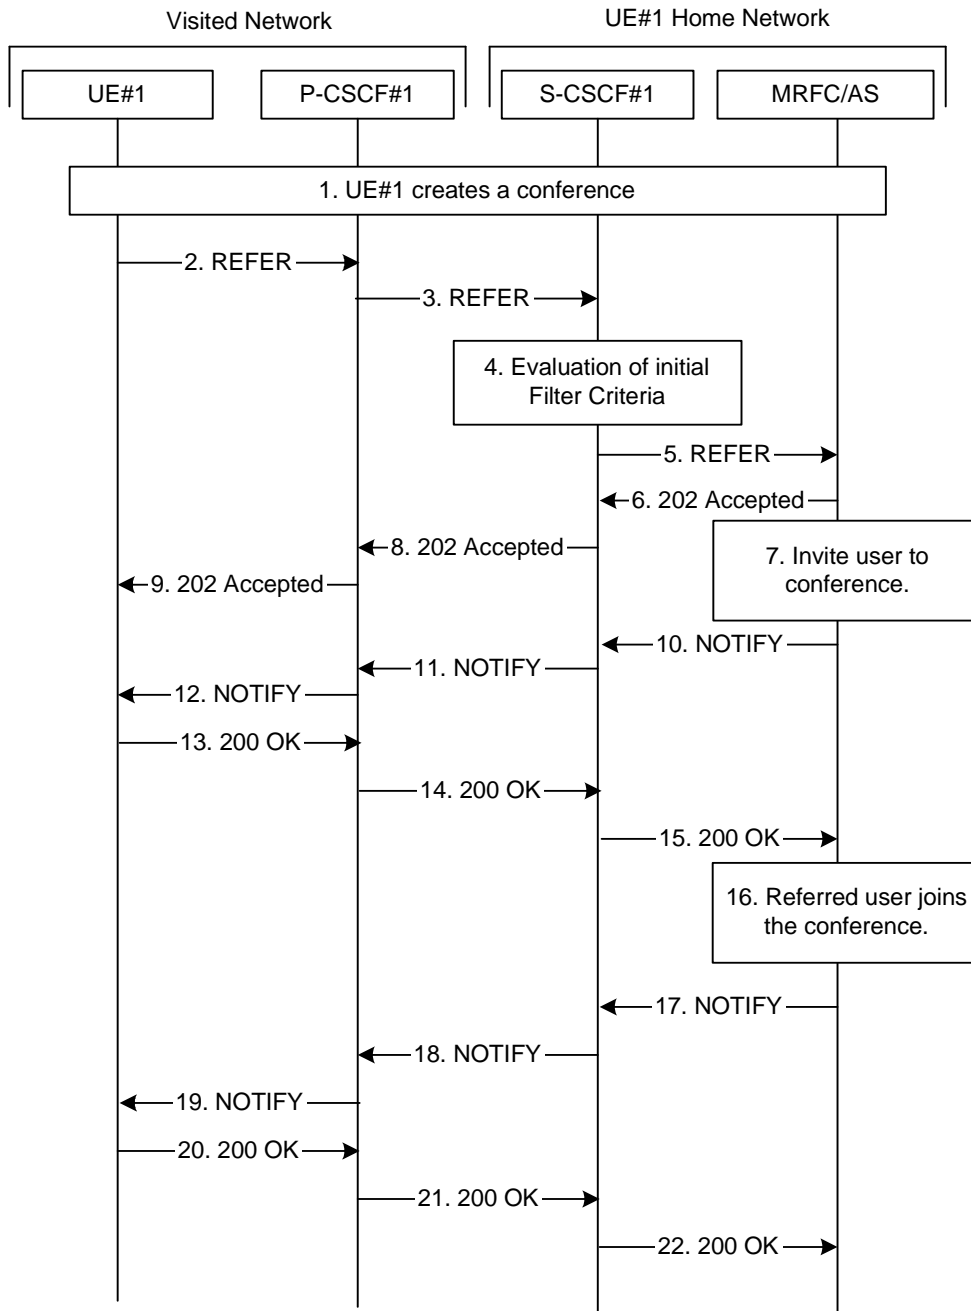 Visited Network
UE#1 Home Network
UE#1
P-CSCF#1
S-CSCF#1
MRFC/AS
1. UE#1 creates a conference
2. REFER
3. REFER
4. Evaluation of initial
Filter Criteria
5. REFER
6. 202 Accepted
8. 202 Accepted
7. Invite user to
conference.
9. 202 Accepted
10. NOTIFY
11. NOTIFY
12. NOTIFY
13. 200 OK
14. 200 OK
15. 200 OK
16. Referred user joins
the conference.
17. NOTIFY
18. NOTIFY
19. NOTIFY
20. 200 OK
21. 200 OK
22. 200 OK